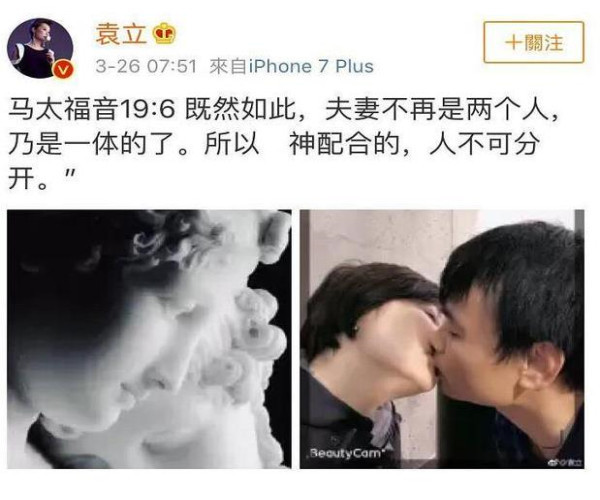 袁立
3-26 07:51 來自iPhone 7 Plus
＋關注
马太福音19:6 既然如此，夫妻不再是两个人，
乃是一体的了。所以　神配合的，人不可分
开。”
BeautyCam
@袁立